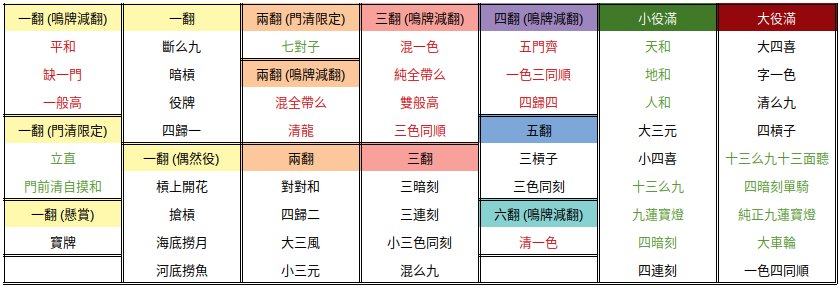 一翻 (鳴牌減翻) 一翻 兩翻 (門清限定) 三翻 (鳴牌減翻) 四翻 (鳴牌減翻) 小役滿 大役滿
平和 斷么九 七對子 混一色 五門齊 天和 大四喜
缺一門 暗槓 兩翻 (鳴牌減翻) 純全帶么 一色三同順 地和 字一色
一般高 役牌 混全帶么 雙般高 四歸四 人和 清么九
一翻 (門清限定) 四歸一 清龍 三色同順 五翻 大三元 四槓子
立直 一翻 (偶然役) 兩翻 三翻 三槓子 小四喜 十三么九十三面聽
門前清自摸和 槓上開花 對對和 三暗刻 三色同刻 十三么九 四暗刻單騎
一翻 (懸賞) 搶槓 四歸二 三連刻 六翻 (鳴牌減翻) 九蓮寶燈 純正九蓮寶燈
寶牌 海底撈月 大三風 小三色同刻 清一色 四暗刻 大車輪
河底撈魚 小三元 混么九 四連刻 一色四同順